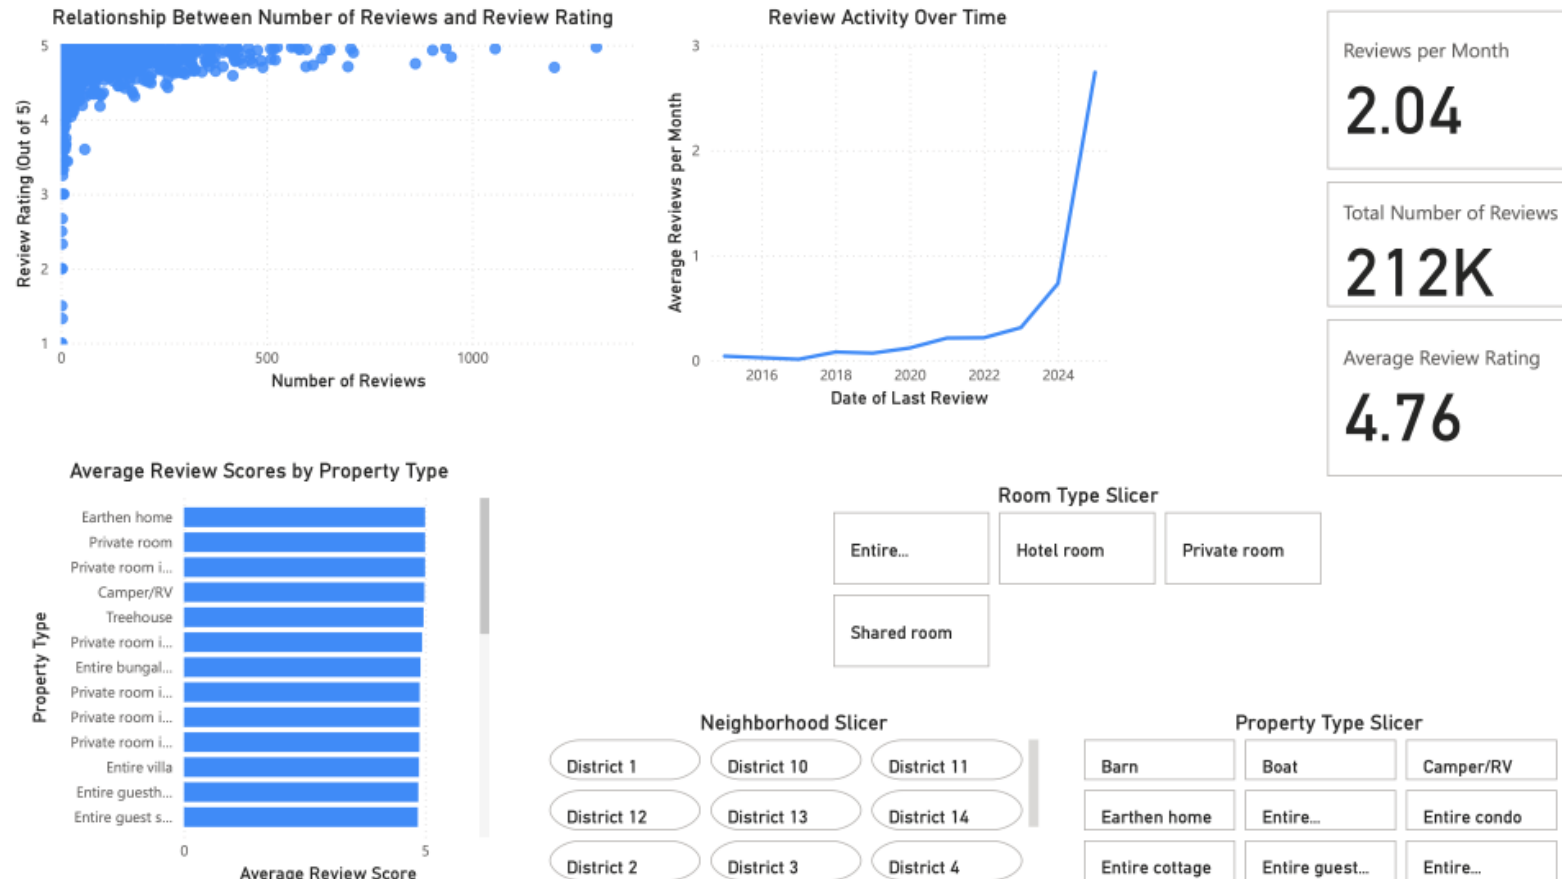 Relationship Between Number of Reviews and Review Rating
Review Rating (Out of 5)
5
4
3
2
1
0
500
1000
Number of Reviews
Review Activity Over Time
Average Reviews per Month
3
2
1
0
2016
2018
2020
2022
2024
Date of Last Review
Reviews per Month
2.04
Total Number of Reviews
212K
Average Review Rating
4.76
Average Review Scores by Property Type
Property Type
Earthen home
Private room
Private room i...
Camper/RV
Treehouse
Private room i...
Entire bungal...
Private room i...
Private room i...
Private room i...
Entire villa
Entire guesth...
Entire guest s...
0
5
Average Review Score
Room Type Slicer
Entire...
Hotel room
Private room
Shared room
Neighborhood Slicer
District 1
District 10
District 11
District 12
District 13
District 14
District 2
District 3
District 4
Property Type Slicer
Barn
Boat
Camper/RV
Earthen home
Entire...
Entire condo
Entire cottage
Entire guest...
Entire...